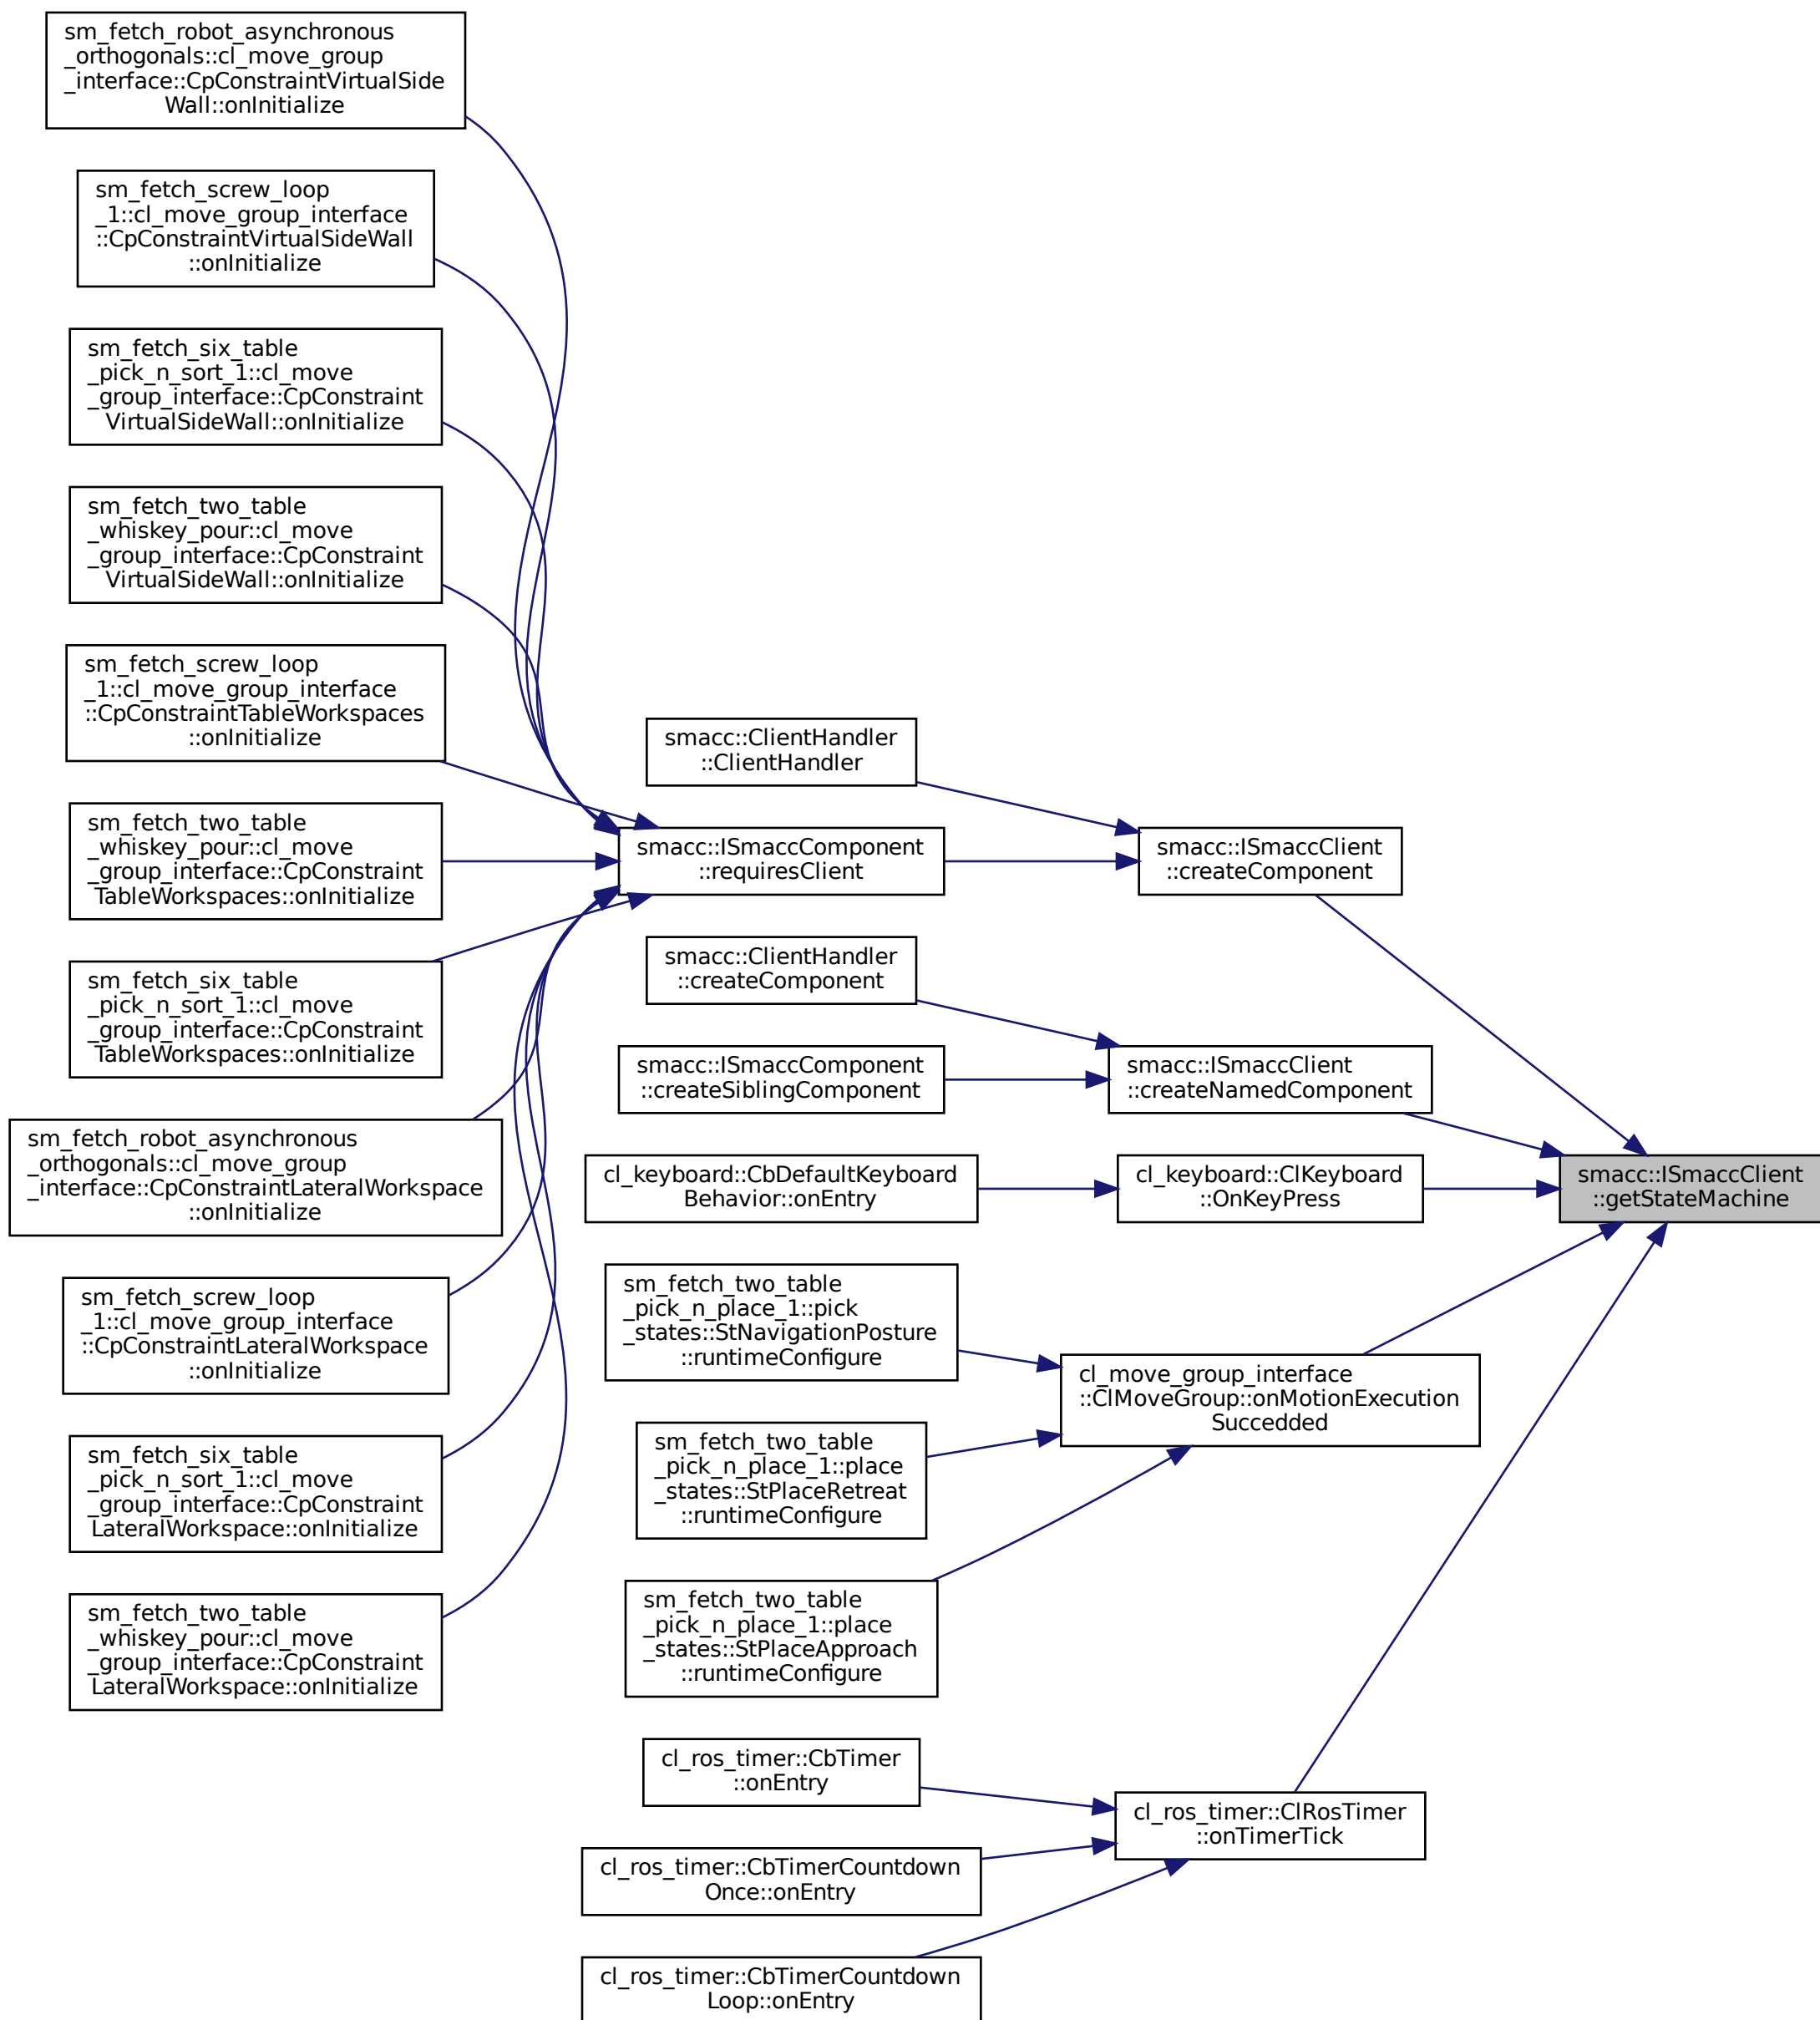 sm_fetch_robot_asynchronous
_orthogonals::cl_move_group
_interface::CpConstraintVirtualSide
Wall::onInitialize
sm_fetch_screw_loop
_1::cl_move_group_interface
::CpConstraintVirtualSideWall
::onInitialize
sm_fetch_six_table
_pick_n_sort_1::cl_move
_group_interface::CpConstraint
VirtualSideWall::onInitialize
sm_fetch_two_table
_whiskey_pour::cl_move
_group_interface::CpConstraint
VirtualSideWall::onInitialize
sm_fetch_screw_loop
_1::cl_move_group_interface
::CpConstraintTableWorkspaces
::onInitialize
sm_fetch_two_table
_whiskey_pour::cl_move
_group_interface::CpConstraint
TableWorkspaces::onInitialize
sm_fetch_six_table
_pick_n_sort_1::cl_move
_group_interface::CpConstraint
TableWorkspaces::onInitialize
sm_fetch_robot_asynchronous
_orthogonals::cl_move_group
_interface::CpConstraintLateralWorkspace
::onInitialize
sm_fetch_screw_loop
_1::cl_move_group_interface
::CpConstraintLateralWorkspace
::onInitialize
sm_fetch_six_table
_pick_n_sort_1::cl_move
_group_interface::CpConstraint
LateralWorkspace::onInitialize
sm_fetch_two_table
_whiskey_pour::cl_move
_group_interface::CpConstraint
LateralWorkspace::onInitialize
smacc::ClientHandler
::ClientHandler
smacc::ISmaccComponent
::requiresClient
smacc::ClientHandler
::createComponent
smacc::ISmaccComponent
::createSiblingComponent
cl_keyboard::CbDefaultKeyboard
Behavior::onEntry
sm_fetch_two_table
_pick_n_place_1::pick
_states::StNavigationPosture
::runtimeConfigure
sm_fetch_two_table
_pick_n_place_1::place
_states::StPlaceRetreat
::runtimeConfigure
sm_fetch_two_table
_pick_n_place_1::place
_states::StPlaceApproach
::runtimeConfigure
cl_ros_timer::CbTimer
::onEntry
cl_ros_timer::CbTimerCountdown
Once::onEntry
cl_ros_timer::CbTimerCountdown
Loop::onEntry
smacc::ISmaccClient
::createComponent
smacc::ISmaccClient
::createNamedComponent
cl_keyboard::ClKeyboard
::OnKeyPress
cl_move_group_interface
::ClMoveGroup::onMotionExecution
Succedded
cl_ros_timer::ClRosTimer
::onTimerTick
smacc::ISmaccClient
::getStateMachine